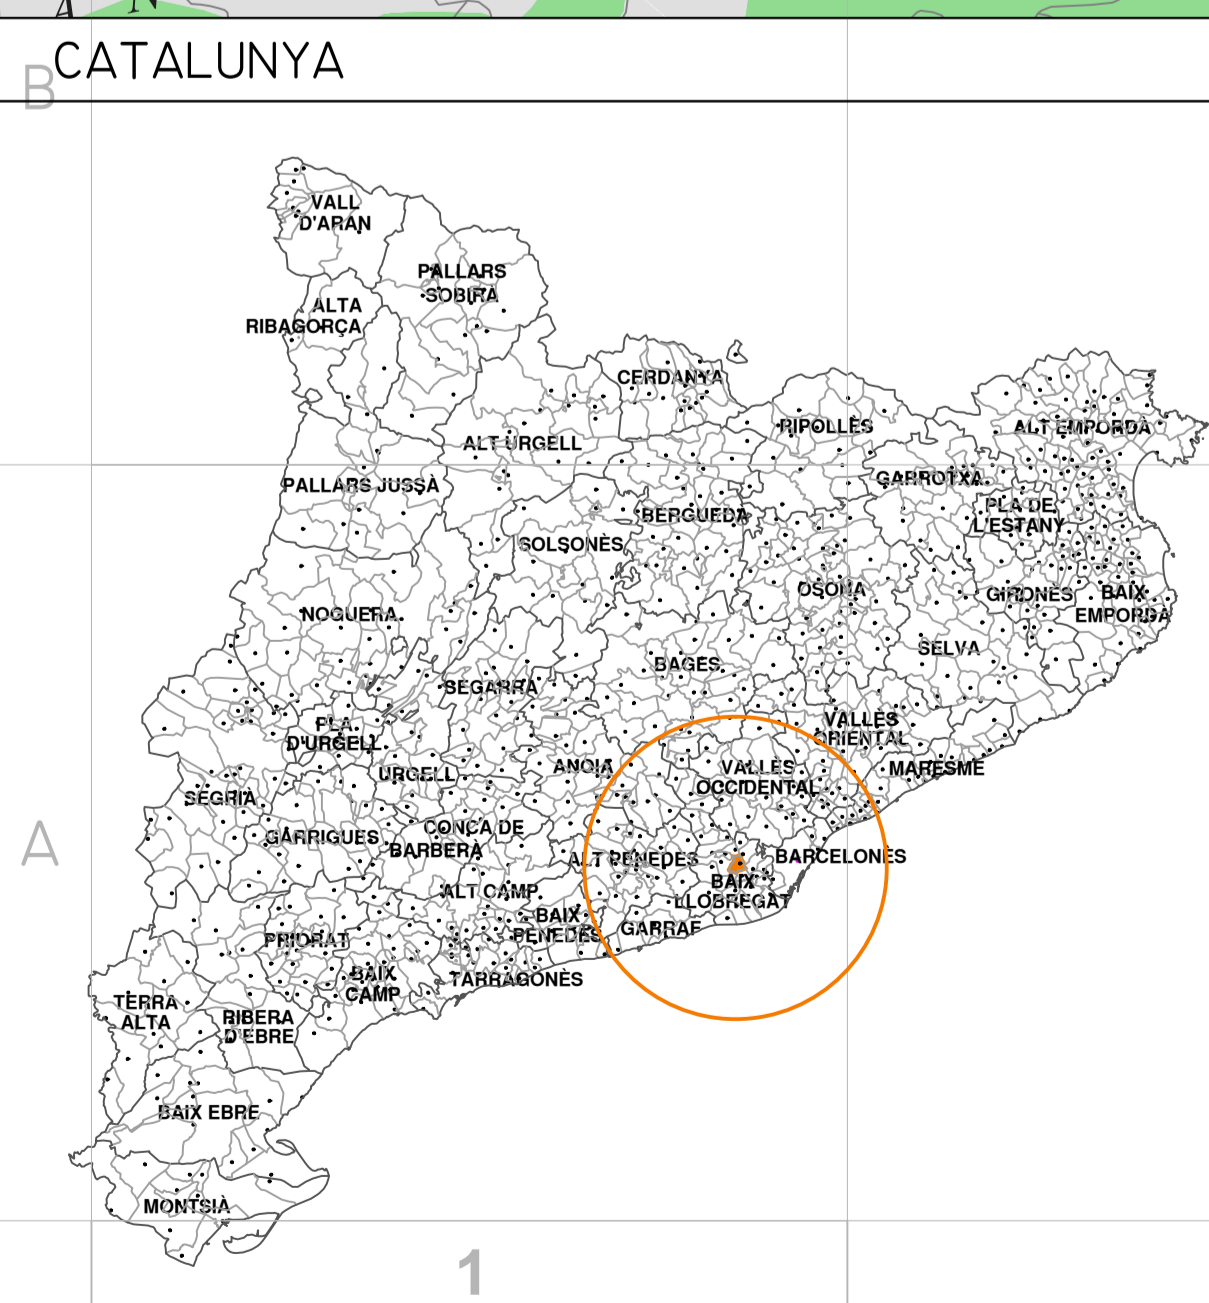 A N
B
CATALUNYA
VALL
D'ARAN
PALLARS
SOBIRÀ
ALTA
RIBAGORÇA
CERDANYA
RIPOLLÈS
ALT EMPORDÀ
ALT URGELL
PALLARS JUSSÀ
GARROTXA
BERGUEDÀ
PLA DE
L'ESTANY
SOLSONÈS
OSONA
GIRONÈS
BAIX
EMPORDÀ
NOGUERA
SELVA
BAGES
SEGARRA
PLA
D'URGELL
VALLÈS
ORIENTAL
ANOIA
VALLÈS
OCCIDENTAL
MARESME
URGELL
SEGRIÀ
GARRIGUES
CONCA DE
BARBERÀ
A
ALT PENEDÈS
BARCELONÈS
BAIX
LLOBREGAT
ALT CAMP
BAIX
PENEDÈS
GARRAF
PRIORAT
BAIX
CAMP
TARRAGONÈS
TERRA
ALTA
RIBERA
D'EBRE
BAIX EBRE
MONTSIÀ
1